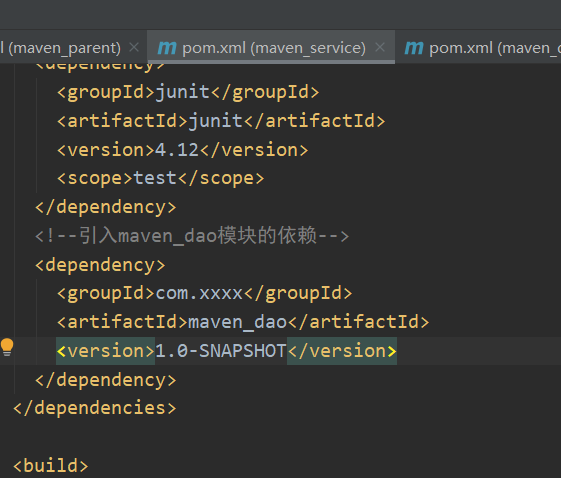 l (maven_parent) × m pom.xml (maven_service) × m pom.xml (maven_
<dependency>
<groupId>junit</groupId>
<artifactId>junit</artifactId>
<version>4.12</version>
<scope>test</scope>
</dependency>
<!--引入maven_dao模块的依赖-->
<dependency>
<groupId>com.xxxx</groupId>
<artifactId>maven_dao</artifactId>
<version>1.0-SNAPSHOT</version>
</dependency>
</dependencies>
<build>